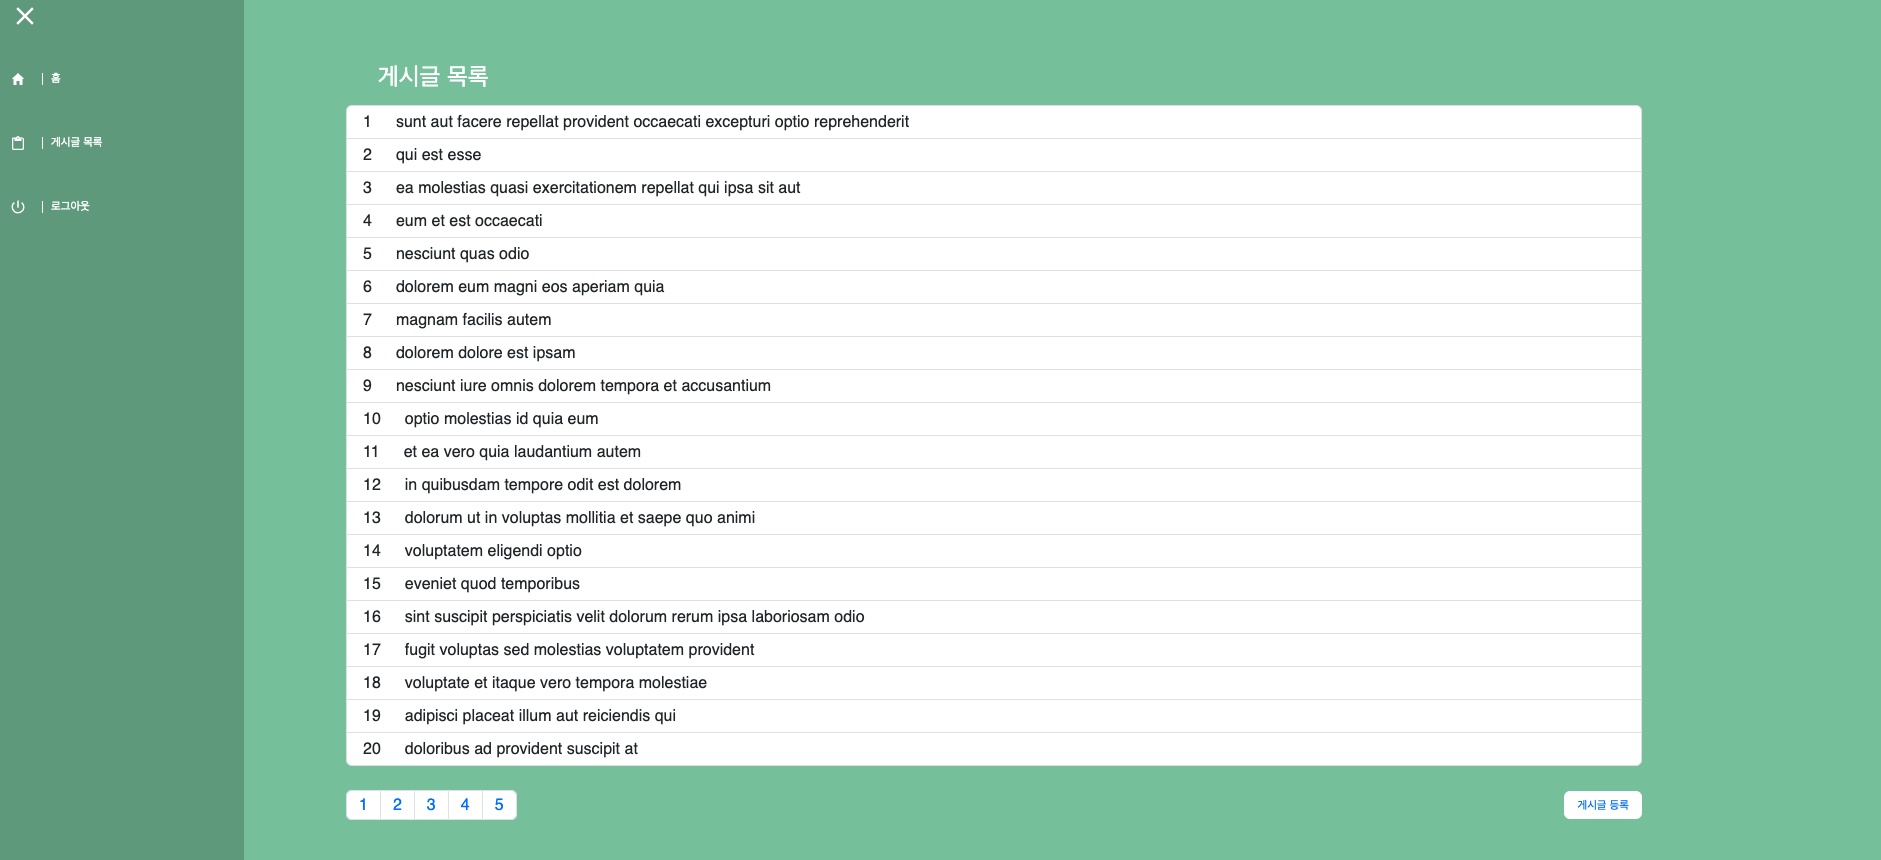 홈
게시글 목록
로그아웃
게시글 목록
1 sunt aut facere repellat provident occaecati excepturi optio reprehenderit
2 qui est esse
3 ea molestias quasi exercitationem repellat qui ipsa sit aut
4 eum et est occaecati
5 nesciunt quas odio
6 dolorem eum magni eos aperiam quia
7 magnam facilis autem
8 dolorem dolore est ipsam
9 nesciunt iure omnis dolorem tempora et accusantium
10 optio molestias id quia eum
11 et ea vero quia laudantium autem
12 in quibusdam tempore odit est dolorem
13 dolorum ut in voluptas mollitia et saepe quo animi
14 voluptatem eligendi optio
15 eveniet quod temporibus
16 sint suscipit perspiciatis velit dolorum rerum ipsa laboriosam odio
17 fugit voluptas sed molestias voluptatem provident
18 voluptate et itaque vero tempora molestiae
19 adipisci placeat illum aut reiciendis qui
20 doloribus ad provident suscipit at
1 2 3 4 5
게시글 등록